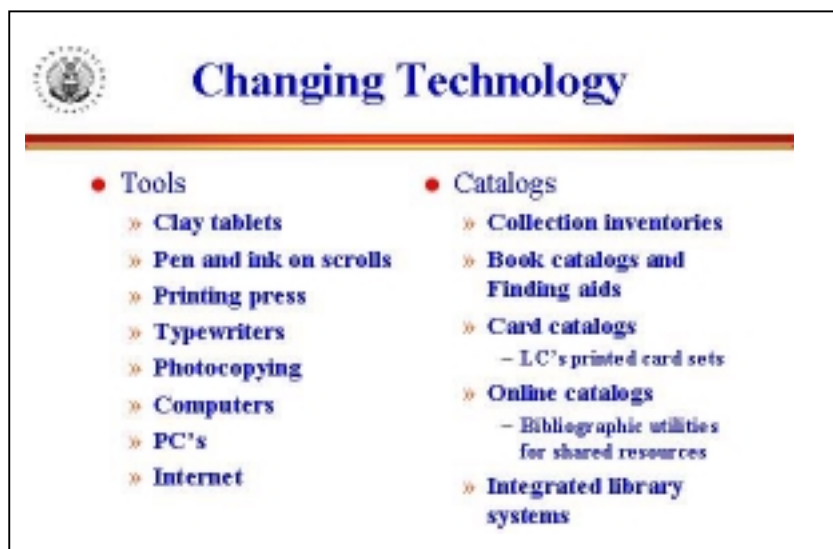 Changing Technology
● Tools
» Clay tablets
» Pen and ink on scrolls
» Printing press
» Typewriters
» Photocopying
» Computers
» PC's
» Internet
● Catalogs
» Collection inventories
» Book catalogs and
Finding aids
» Card catalogs
– LC's printed card sets
» Online catalogs
– Bibliographic utilities
for shared resources
» Integrated library
systems